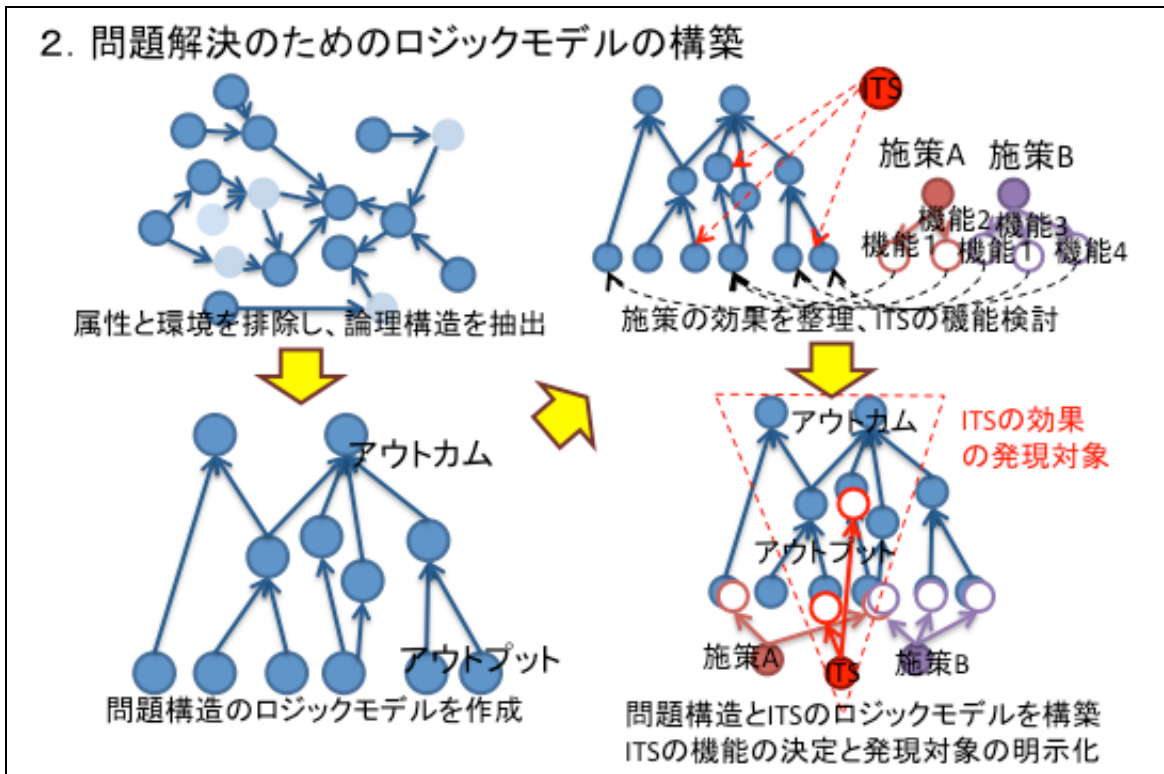 ２．問題解決のためのロジックモデルの構築
属性と環境を排除し、論理構造を抽出
ITS
施策A
施策B
機能1
機能2
機能1
機能3
機能4
施策の効果を整理、ITSの機能検討
アウトカム
アウトプット
問題構造のロジックモデルを作成
アウトカム
ITSの効果
の発現対象
アウトプット
施策A
ITS
施策B
問題構造とITSのロジックモデルを構築
ITSの機能の決定と発現対象の明示化